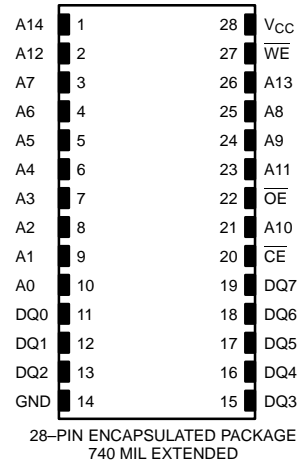 A14 1 28 VCC
A12 2 27 WE
A7 3 26 A13
A6 4 25 A8
A5 5 24 A9
A4 6 23 A11
A3 7 22 OE
A2 8 21 A10
A1 9 20 CE
A0 10 19 DQ7
DQ0 11 18 DQ6
DQ1 12 17 DQ5
DQ2 13 16 DQ4
GND 14 15 DQ3
28–PIN ENCAPSULATED PACKAGE
740 MIL EXTENDED